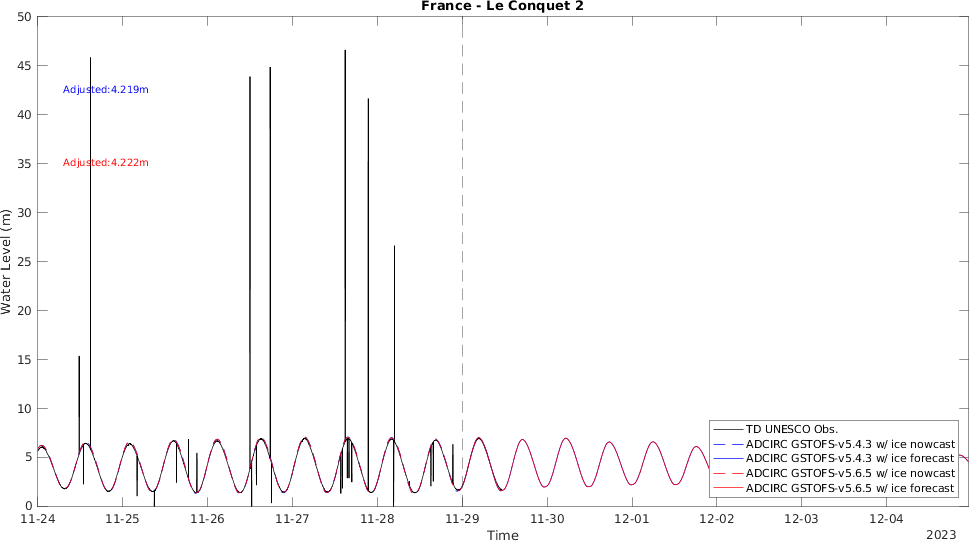 France - Le Conquet 2
50
45
40
35
30
25
20
15
10
5
0
Water Level (m)
Adjusted:4.219m
Adjusted:4.222m
TD UNESCO Obs.
ADCIRC GSTOFS-v5.4.3 w/ ice nowcast
ADCIRC GSTOFS-v5.4.3 w/ ice forecast
ADCIRC GSTOFS-v5.6.5 w/ ice nowcast
ADCIRC GSTOFS-v5.6.5 w/ ice forecast
11-24 11-25 11-26 11-27 11-28 11-29 11-30 12-01 12-02 12-03 12-04
Time
2023